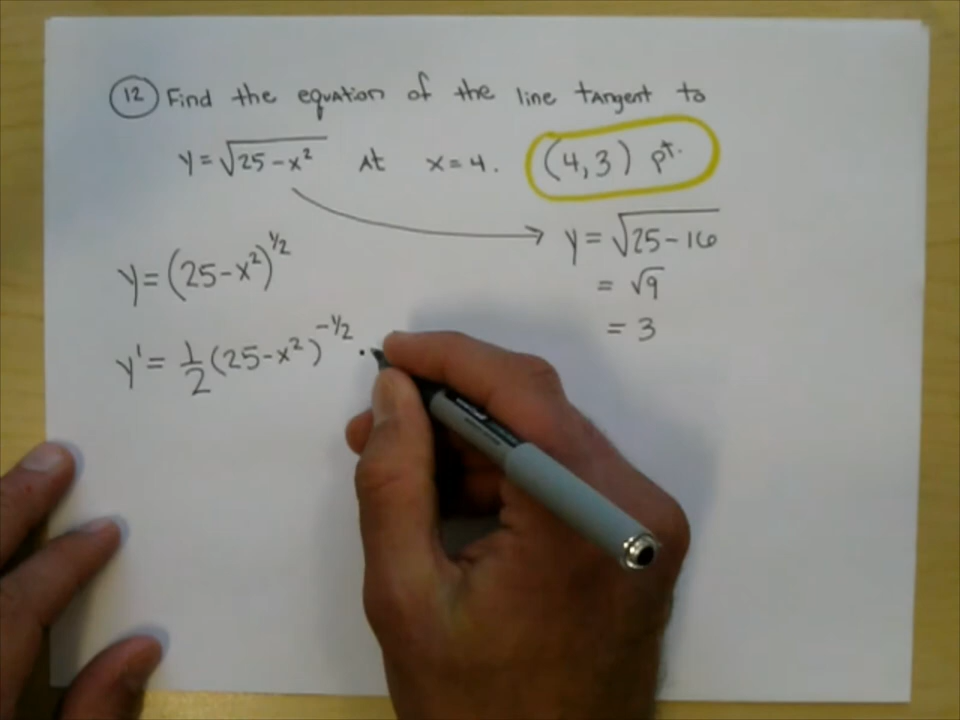 12 Find the equation of the line tangent to
y = √25 - x² at x = 4. (4, 3) pt.
y = √25 - 16
y = (25 - x²)^1/2
= √9
= 3
y' = 1/2 (25 - x²)^-1/2 ·